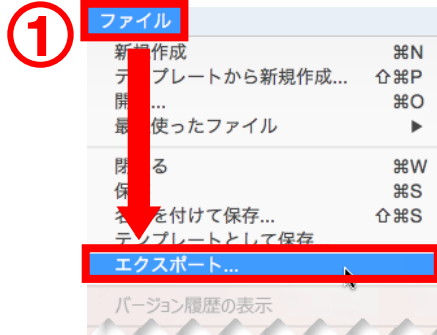 ①
ファイル
新規作成 ⌘N
テンプレートから新規作成... ⇧⌘P
開... ⌘O
最 使ったファイル ▶
閉 る ⌘W
保 ⌘S
名 を付けて保存... ⇧⌘S
テンプレートとして保存
エクスポート...
バージョン履歴の表示